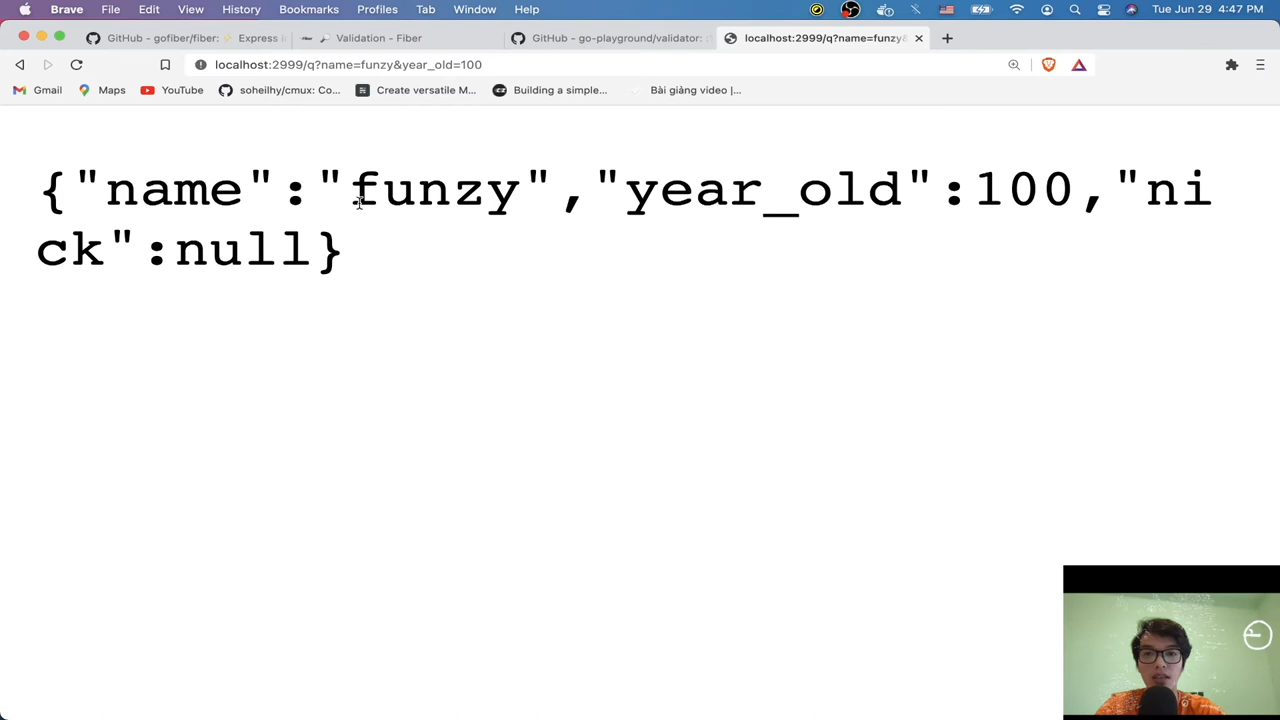 Brave File Edit View History Bookmarks Profiles Tab Window Help Tue Jun 29 4:47 PM
GitHub - gofiber/fiber: ⚡ Express i Validation - Fiber GitHub - go-playground/validator: localhost:2999/q?name=funzy&
localhost:2999/q?name=funzy&year_old=100
Gmail Maps YouTube soheilhy/cmux: Co... Create versatile M... Building a simple... Bài giảng video |...
{"name":"funzy","year_old":100,"ni
ck":null}